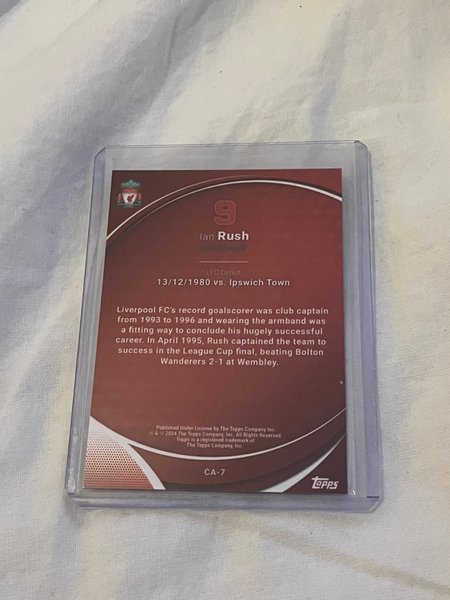 9
Ian Rush
LFC Debut
13/12/1980 vs. Ipswich Town
Liverpool FC's record goalscorer was club captain
from 1993 to 1996 and wearing the armband was
a fitting way to conclude his hugely successful
career. In April 1995, Rush captained the team to
success in the League Cup final, beating Bolton
Wanderers 2-1 at Wembley.
Published Under License by The Topps Company Inc.
® & © 2024 The Topps Company, Inc. All Rights Reserved.
Topps is a registered trademark of
The Topps Company, Inc.
CA-7
topps